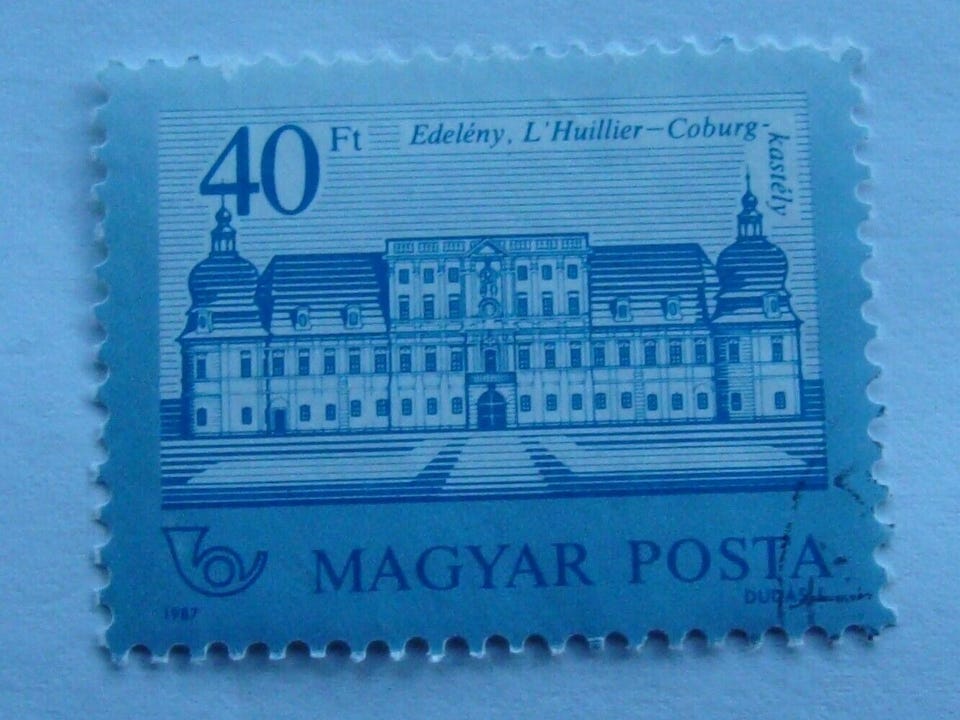 40 Ft
Edelény, L'Huillier-Coburg-
kastély
MAGYAR POSTA
1987
DUDÁS L.